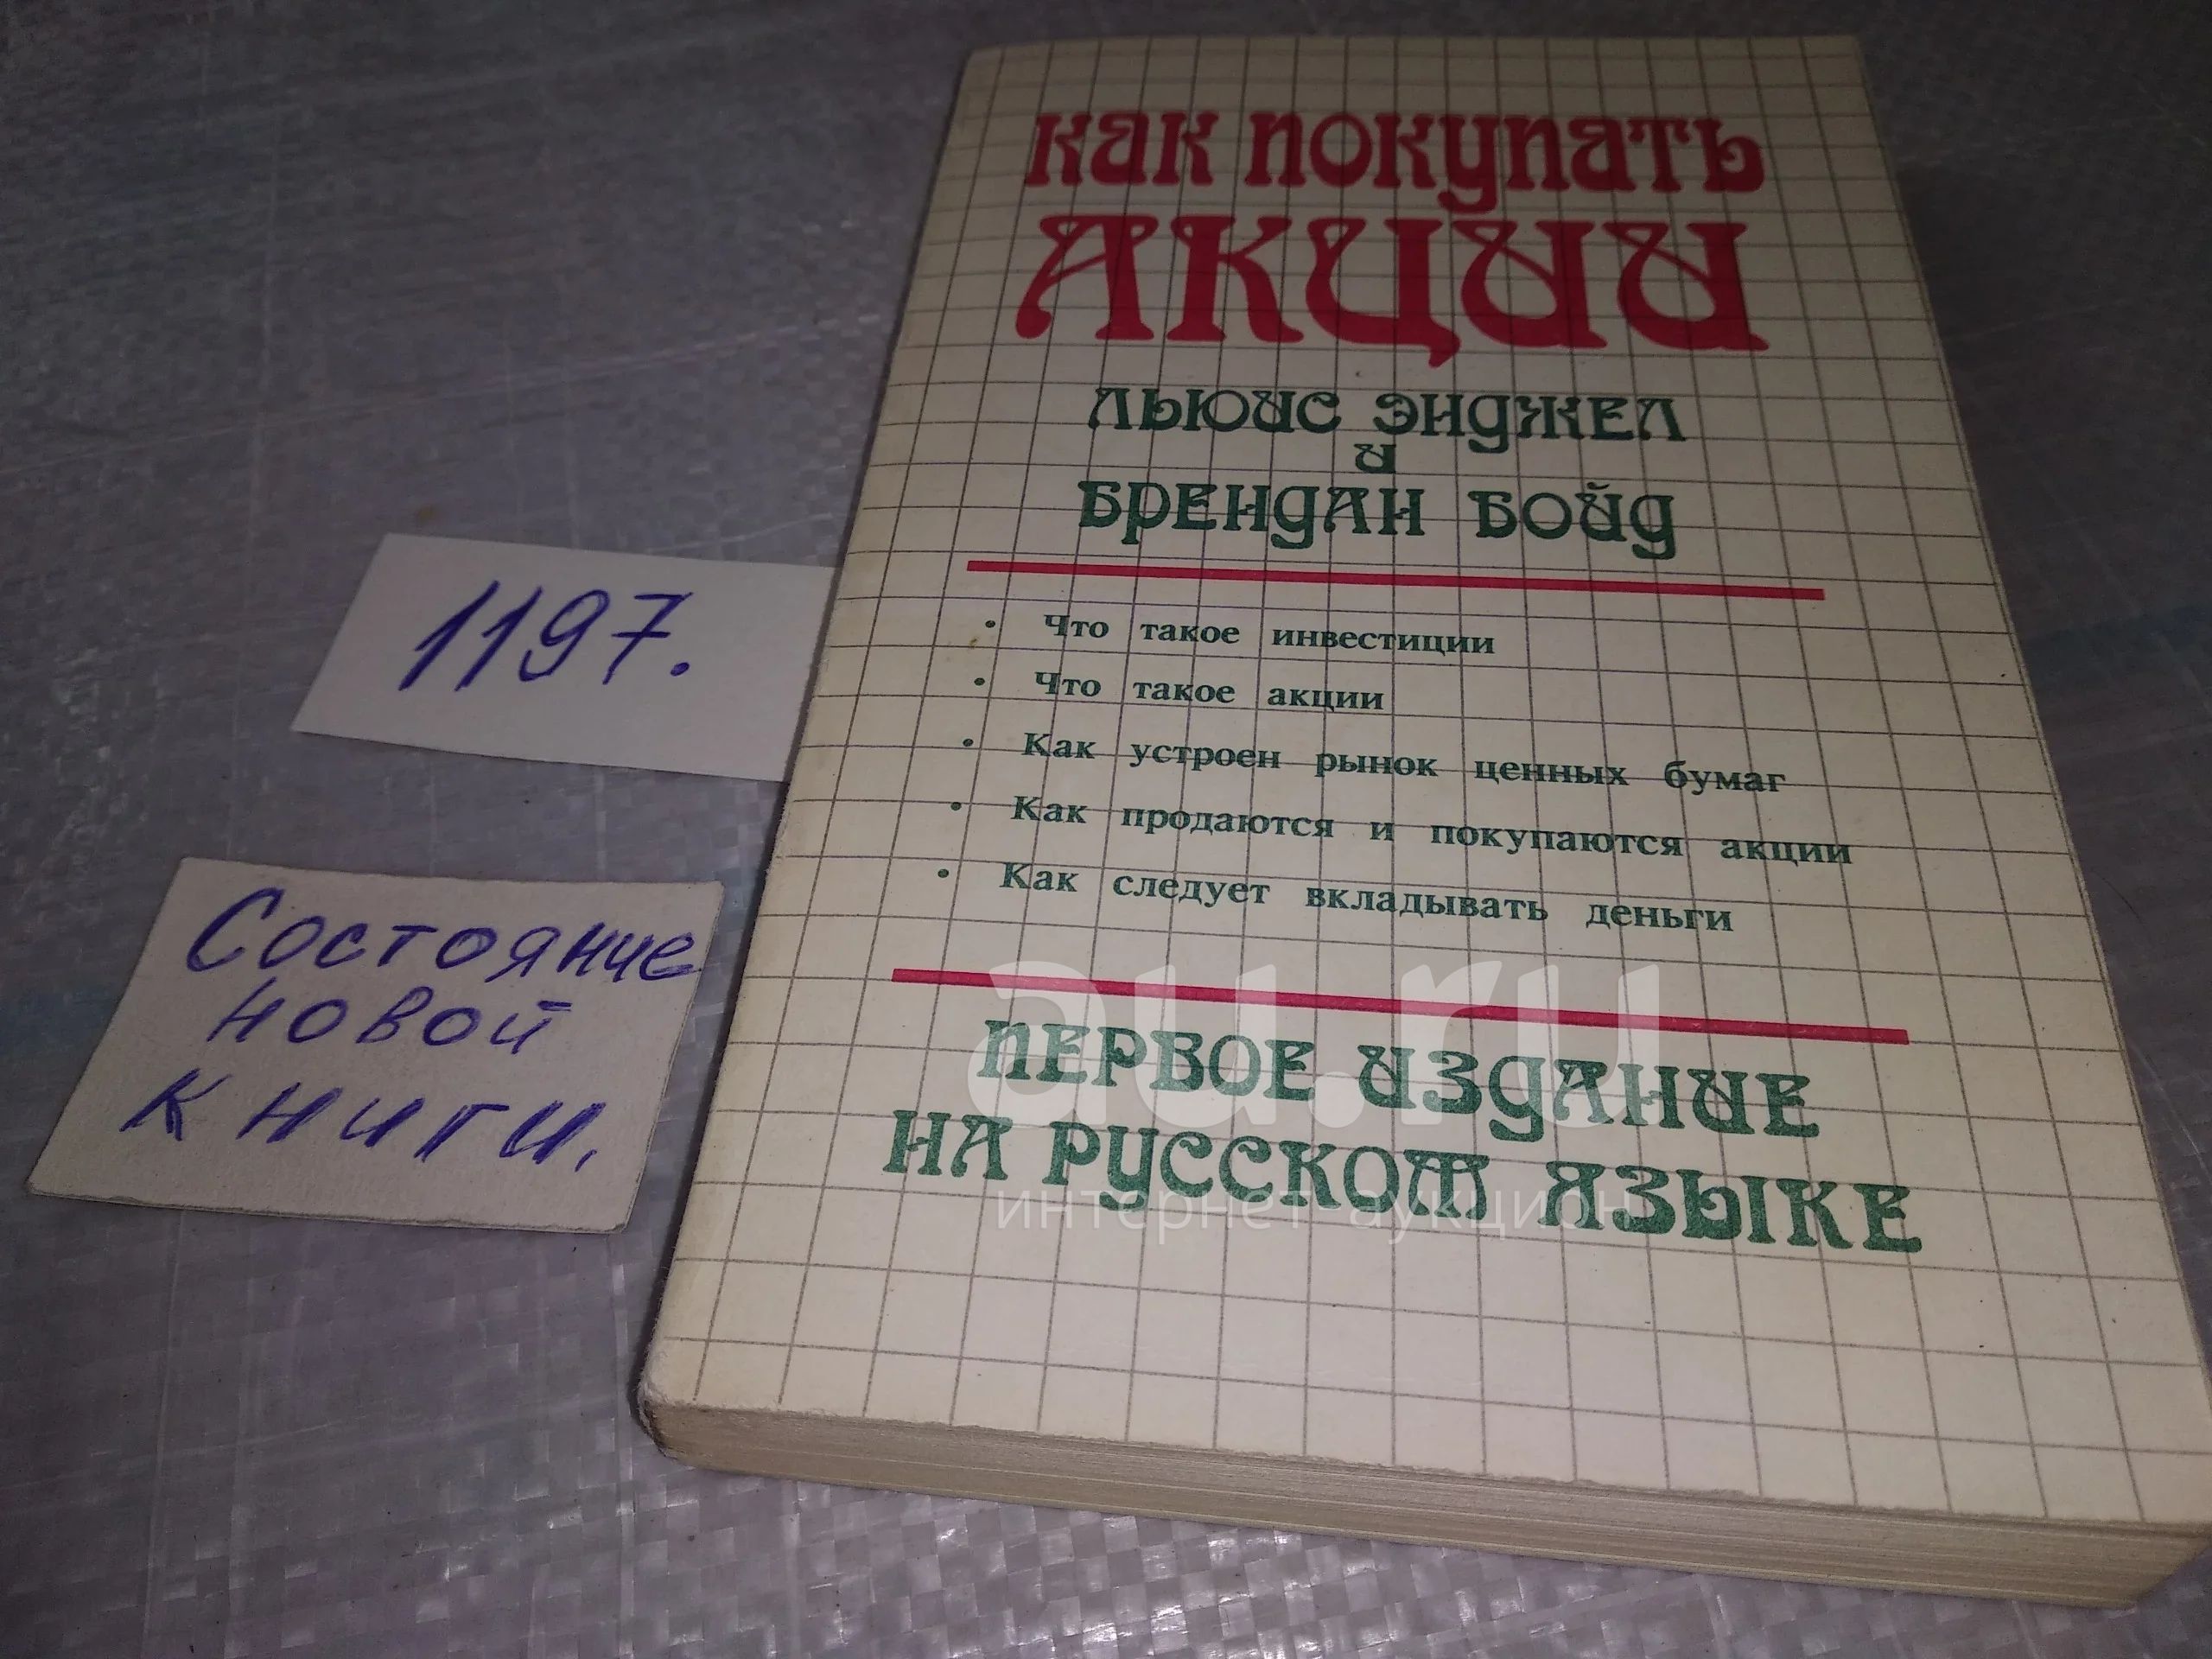 Как покупать
акции
Льюис Энджел
и
Брендан Бойд
• Что такое инвестиции
• Что такое акции
• Как устроен рынок ценных бумаг
• Как продаются и покупаются акции
• Как следует вкладывать деньги
Первое издание
на русском языке
1197.
Состояние
новой
книги.
au.ru
интернет-аукцион